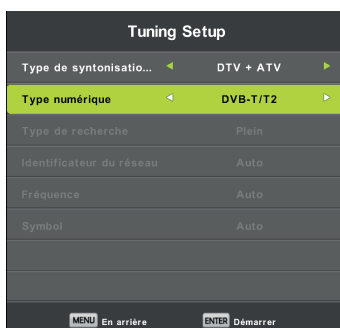 Tuning Setup
Type de syntonisatio... DTV + ATV
Type numérique DVB-T/T2
Type de recherche Plein
Identificateur du réseau Auto
Fréquence Auto
Symbol Auto
MENU En arrière ENTER Démarrer